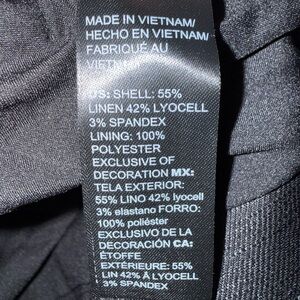 MADE IN VIETNAM/
HECHO EN VIETNAM/
FABRIQUÉ AU
VIETNAM
US: SHELL: 55%
LINEN 42% LYOCELL
3% SPANDEX
LINING: 100%
POLYESTER
EXCLUSIVE OF
DECORATION MX:
TELA EXTERIOR:
55% LINO 42% lyocell
3% elastano FORRO:
100% poliéster
EXCLUSIVO DE LA
DECORACIÓN CA:
ÉTOFFE
EXTÉRIEURE: 55%
LIN 42% Â LYOCELL
3% SPANDEX